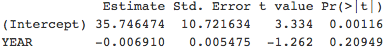 Estimate Std. Error t value Pr(>|t|)
(Intercept) 35.746474 10.721634 3.334 0.00116
YEAR -0.006910 0.005475 -1.262 0.20949